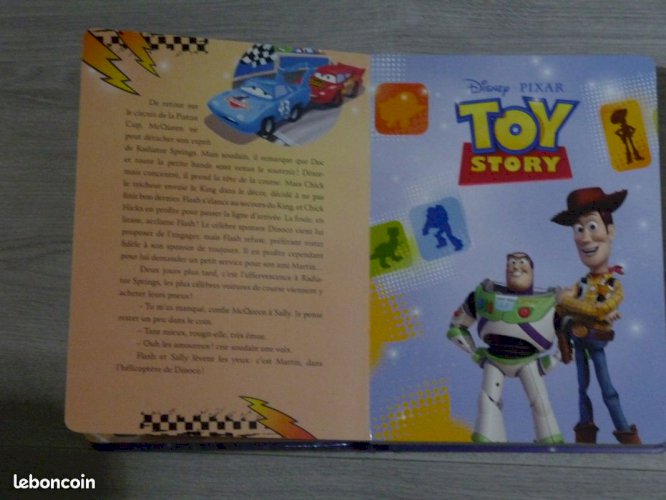 De retour sur
le circuit de la Piston
Cup, McQueen ne
peut détacher son esprit
de Radiator Springs. Mais soudain, il remarque que Doc
et toute la petite bande sont venus le soutenir ! Désor-
mais concentré, il prend la tête de la course. Mais Chick
le tricheur envoie le King dans le décor, décidé à ne pas
finir bon dernier. Flash s'élance au secours du King, et Chick
Hicks en profite pour passer la ligne d'arrivée. La foule, en
liesse, acclame Flash ! Le célèbre sponsor Dinoco vient lui
proposer de l'engager, mais Flash refuse, préférant rester
fidèle à son sponsor de toujours. Il en profite cependant
pour lui demander un petit service pour son ami Martin...
Deux jours plus tard, c'est l'effervescence à Radia-
tor Springs, les plus célèbres voitures de course viennent y
acheter leurs pneus !
– Tu m'as manqué, confie McQueen à Sally. Je pense
rester un peu dans le coin.
– Tant mieux, rougit-elle, très émue.
– Ouh les amoureux ! crie soudain une voix.
Flash et Sally lèvent les yeux : c'est Martin, dans
l'hélicoptère de Dinoco !
Disney PIXAR
TOY
STORY
leboncoin